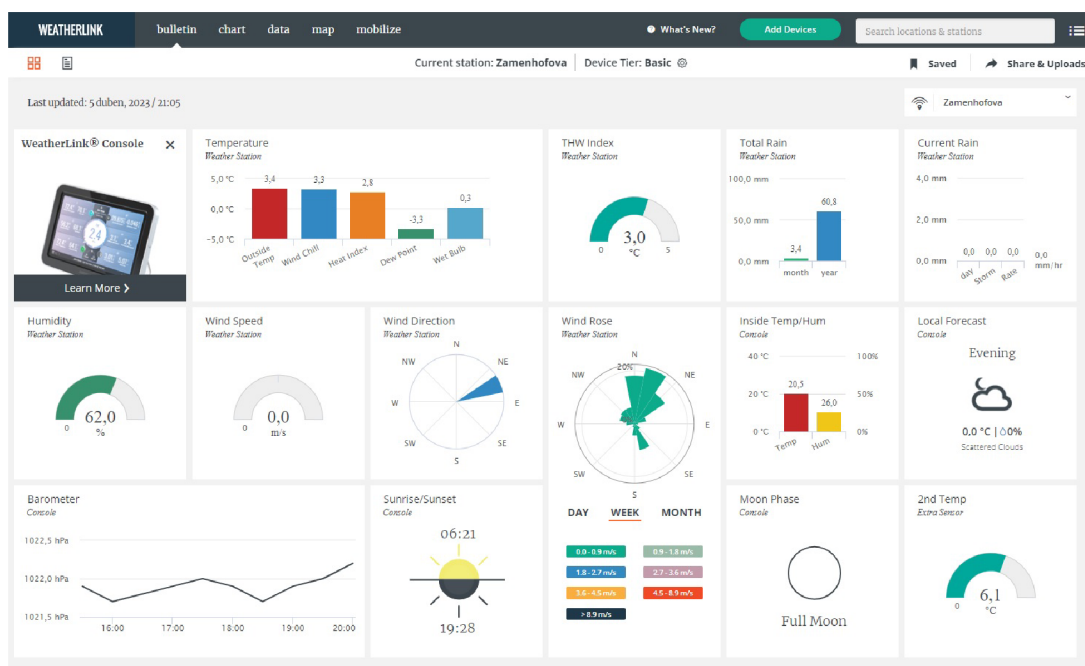 WEATHERLINK bulletin chart data map mobilize What's New? Add Devices Search locations & stations
Current station: Zamenhofova Device Tier: Basic Saved Share & Uploads
Last updated: 5 duben, 2023 / 21:05 Zamenhofova
WeatherLink® Console
Learn More
Temperature
Weather Station
5,0 °C
0,0 °C
-5,0 °C
3,4 3,3 2,8 -3,3 0,3
Outside Temp Wind Chill Heat Index Dew Point Wet Bulb
THW Index
Weather Station
3,0
°C
0 5
Total Rain
Weather Station
100,0 mm
50,0 mm
0,0 mm
3,4 60,8
month year
Current Rain
Weather Station
4,0 mm
2,0 mm
0,0 mm
0,0 0,0 0,0 0,0
mm/hr
day Storm Rate
Humidity
Weather Station
62,0
%
0
Wind Speed
Weather Station
0,0
m/s
0
Wind Direction
Weather Station
N
NW NE
W E
SW SE
S
Wind Rose
Weather Station
N
20%
NW NE
W E
SW SE
S
DAY WEEK MONTH
0.0 - 0.9 m/s 0.9 - 1.8 m/s
1.8 - 2.7 m/s 2.7 - 3.6 m/s
3.6 - 4.5 m/s 4.5 - 8.9 m/s
> 8.9 m/s
Inside Temp/Hum
Console
40 °C 100%
20 °C 50%
0 °C 0%
20,5 26,0
Temp Hum
Local Forecast
Console
Evening
0.0 °C | 0%
Scattered Clouds
Barometer
Console
1022,5 hPa
1022,0 hPa
1021,5 hPa
16:00 17:00 18:00 19:00 20:00
Sunrise/Sunset
Console
06:21
19:28
Moon Phase
Console
Full Moon
2nd Temp
Extra Sensor
6,1
°C
0